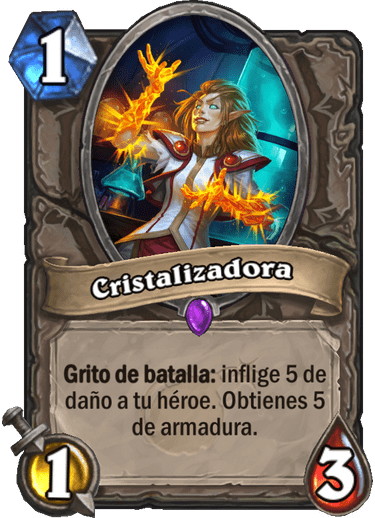 1
Cristalizadora
Grito de batalla: inflige 5 de
daño a tu héroe. Obtienes 5
de armadura.
1
3